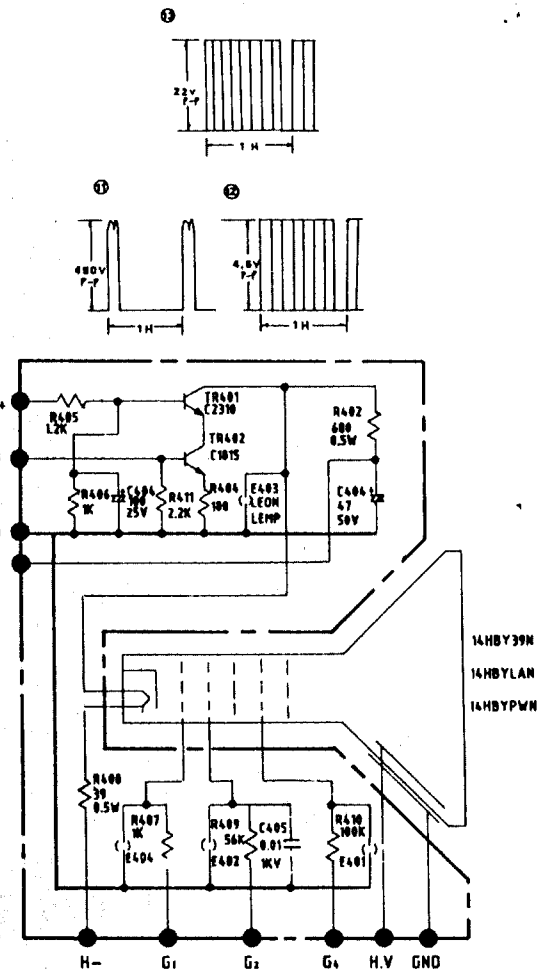 13
22V
P-P
1 H
11
12
480V
P-P
4.6V
P-P
1H
1H
+
R405
1.2K
TR401
C2310
TR402
C1815
R402
680
0.5W
R406
1K
C404
100
25V
R411
2.2K
R404
100
E403
LEON
LEMP
C404+
47
50V
14HBY39N
14HBYLAN
14HBYPWN
R408
39
0.5W
R407
1K
E404
R409
56K
E402
C405
0.01
1KV
R410
100K
E401
H-
G1
G2
G4
H.V
GND